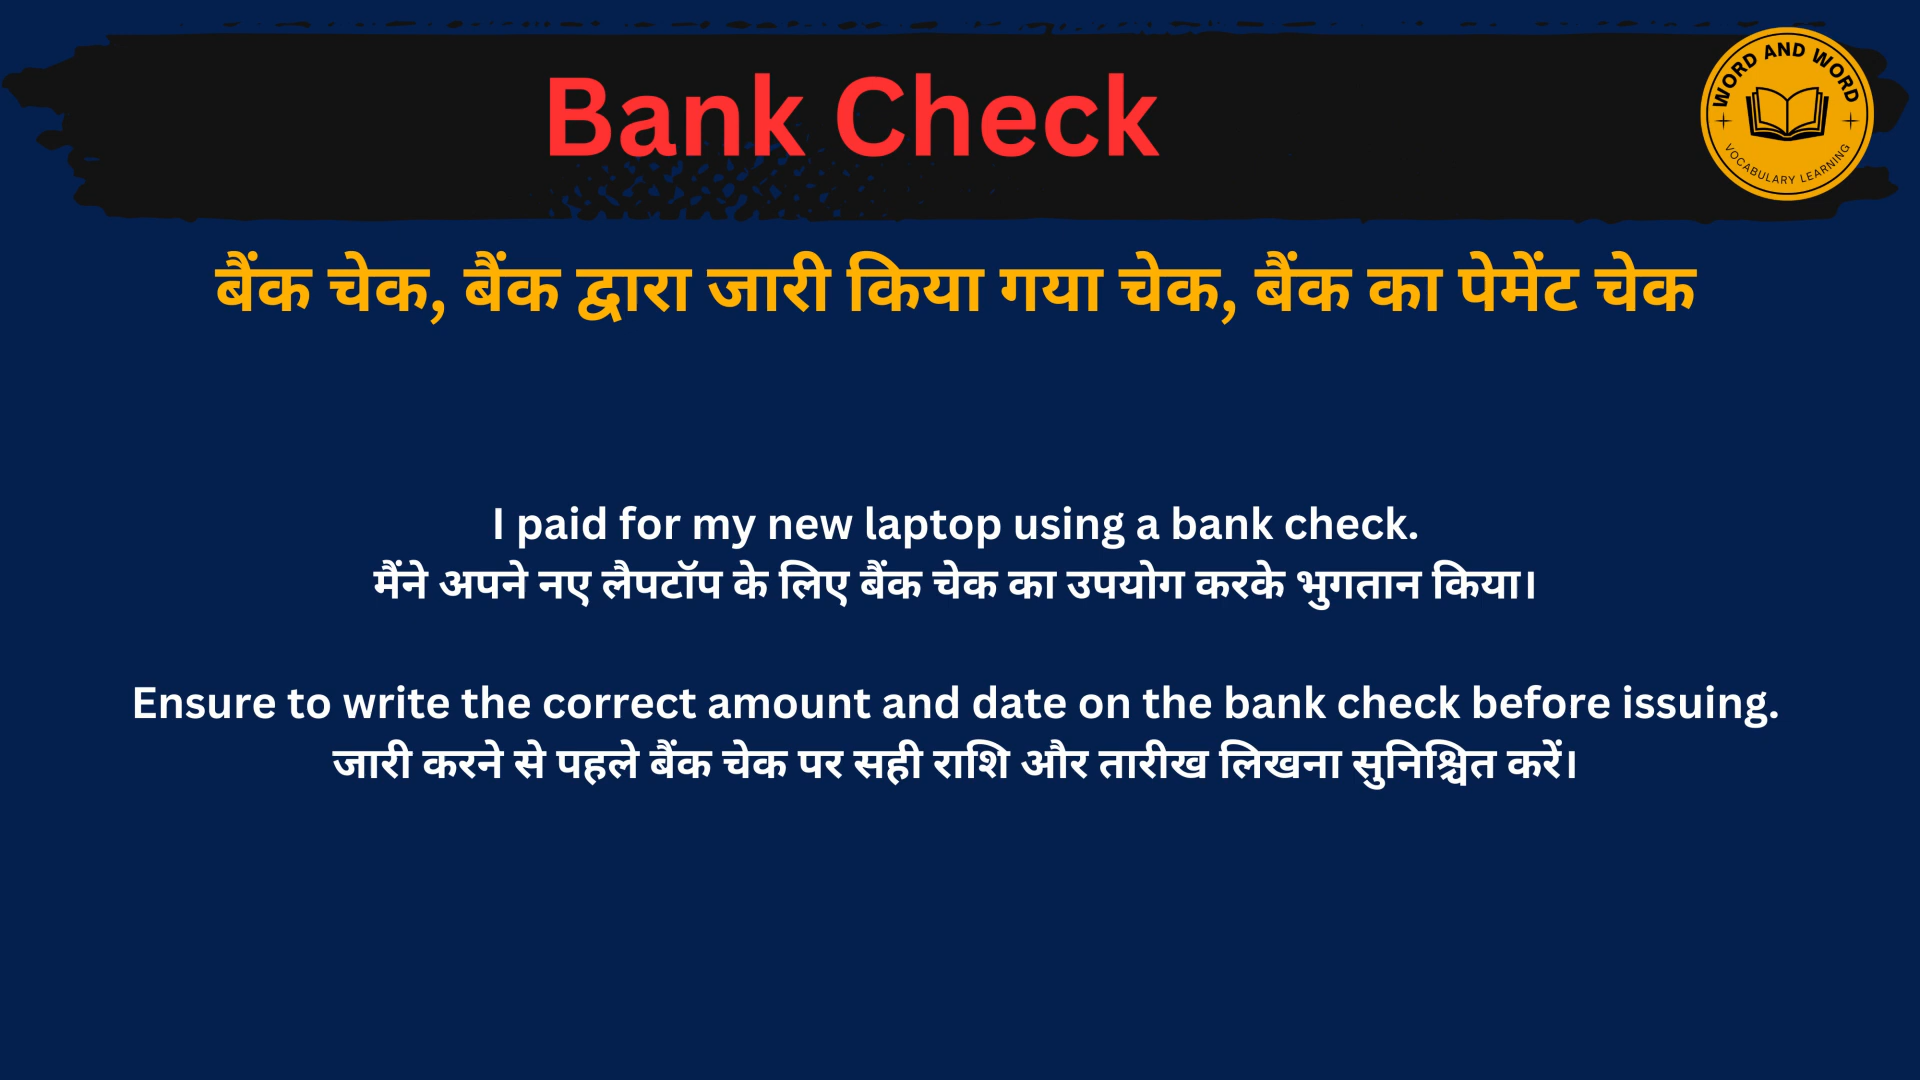 Bank Check
WORD AND WORD
VOCABULARY LEARNING
बैंक चेक, बैंक द्वारा जारी किया गया चेक, बैंक का पेमेंट चेक
I paid for my new laptop using a bank check.
मैंने अपने नए लैपटॉप के लिए बैंक चेक का उपयोग करके भुगतान किया।
Ensure to write the correct amount and date on the bank check before issuing.
जारी करने से पहले बैंक चेक पर सही राशि और तारीख लिखना सुनिश्चित करें।